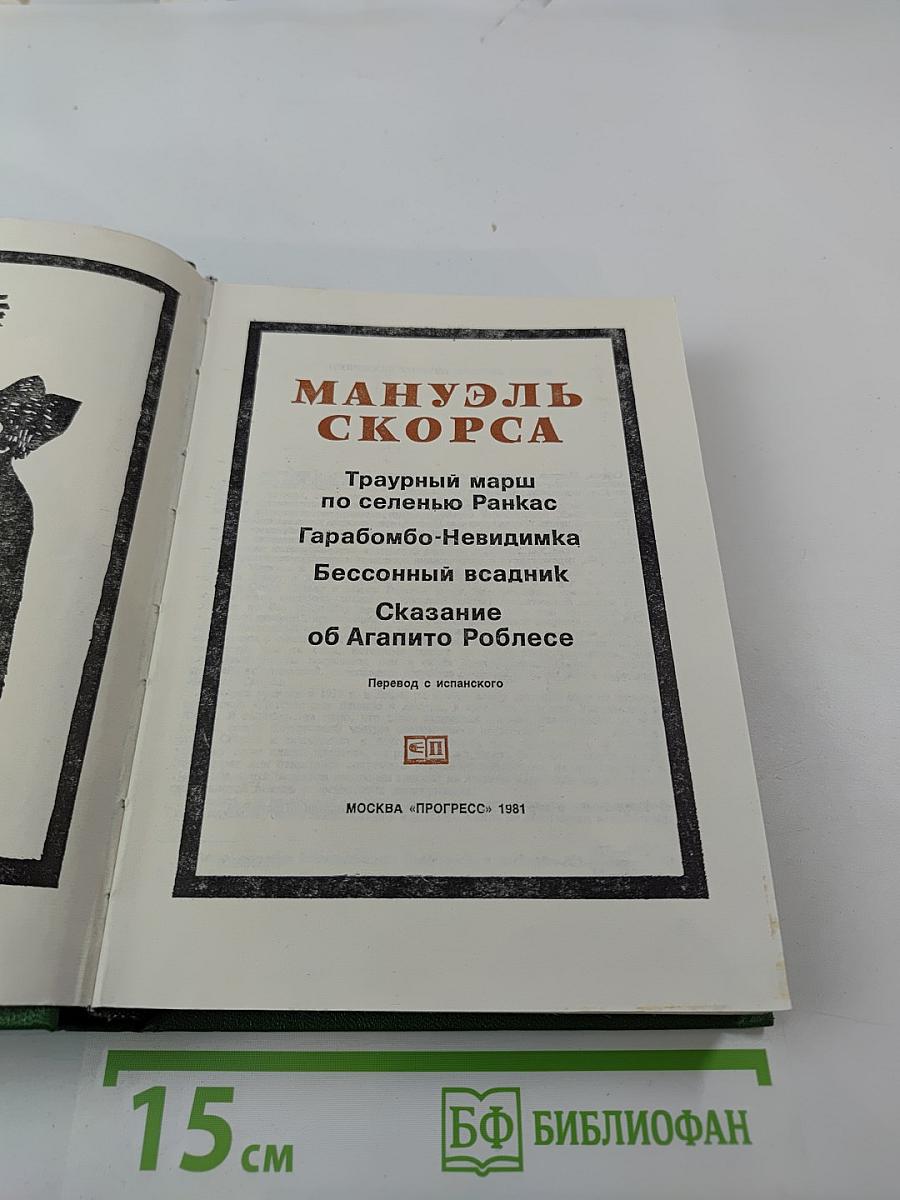 МАНУЭЛЬ
СКОРСА
Траурный марш
по селенью Ранкас
Гарабомбо-Невидимка
Бессонный всадник
Сказание
об Агапито Роблесе
Перевод с испанского
П
МОСКВА «ПРОГРЕСС» 1981
15 см
БФ БИБЛИОФАН